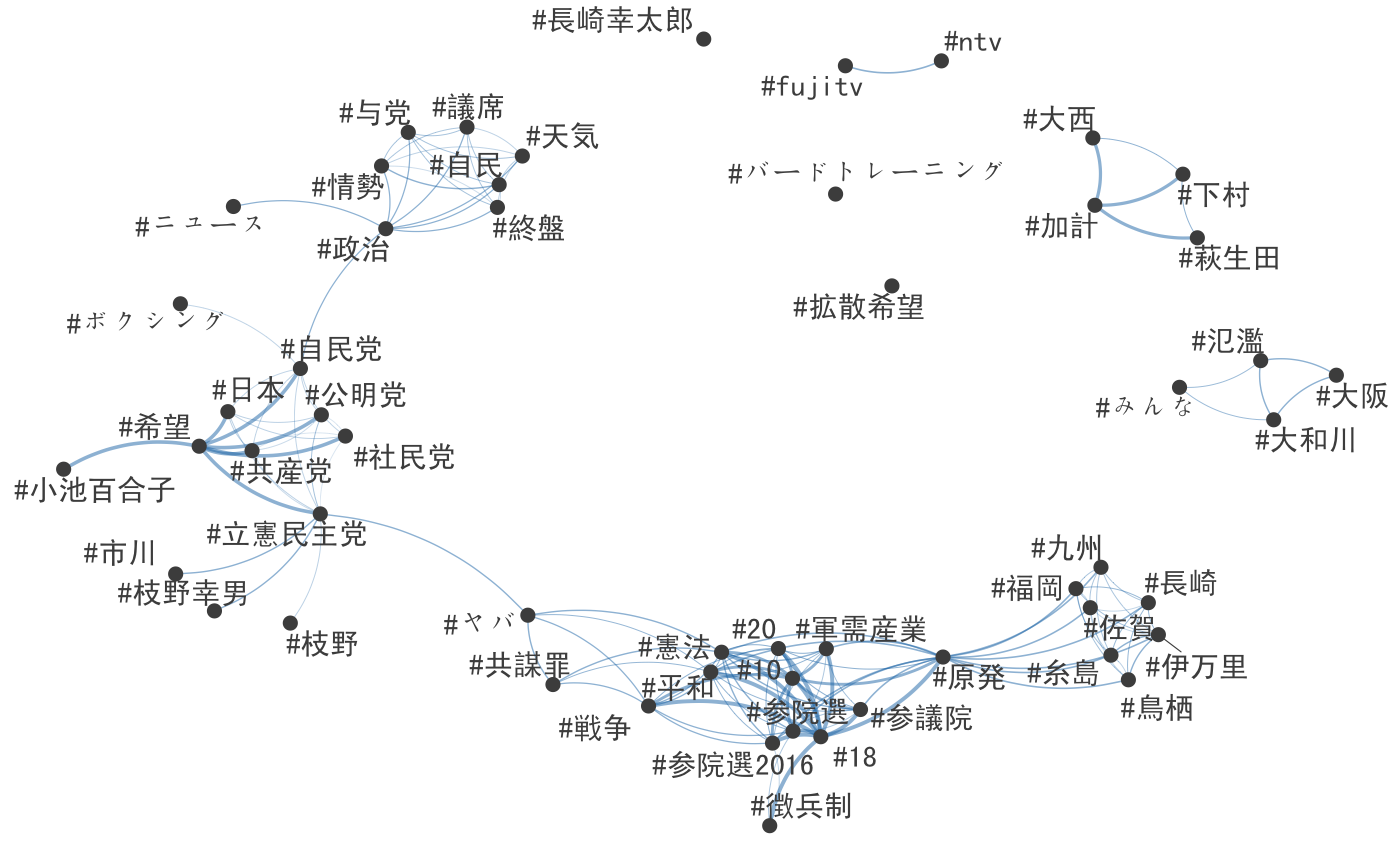 #長崎幸太郎
#ntv
#fujitv
#与党
#議席
#天気
#大西
#自民
#バードトレーニング
#情勢
#下村
#ニュース
#終盤
#加計
#政治
#萩生田
#拡散希望
#ボクシング
#氾濫
#自民党
#日本
#公明党
#大阪
#みんな
#希望
#大和川
#社民党
#共産党
#小池百合子
#立憲民主党
#市川
#九州
#枝野幸男
#福岡
#長崎
#ヤバ
#20
#軍需産業
#佐賀
#枝野
#憲法
#共謀罪
#10
#伊万里
#平和
#原発
#糸島
#鳥栖
#参院選
#参議院
#戦争
#参院選2016
#18
#徴兵制